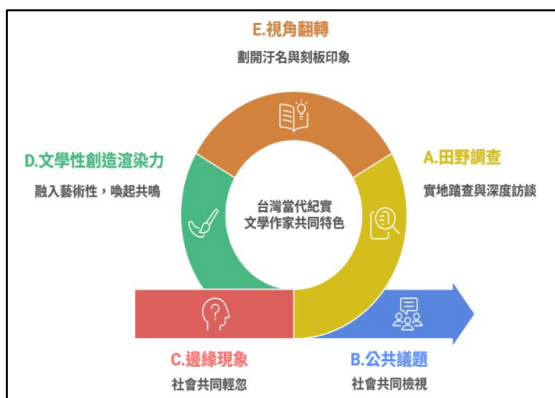 E.視角翻轉
劃開汙名與刻板印象
D.文學性創造渲染力
融入藝術性，喚起共鳴
A.田野調查
實地踏查與深度訪談
台灣當代紀實
文學作家共同特色
C.邊緣現象
社會共同輕忽
B.公共議題
社會共同檢視